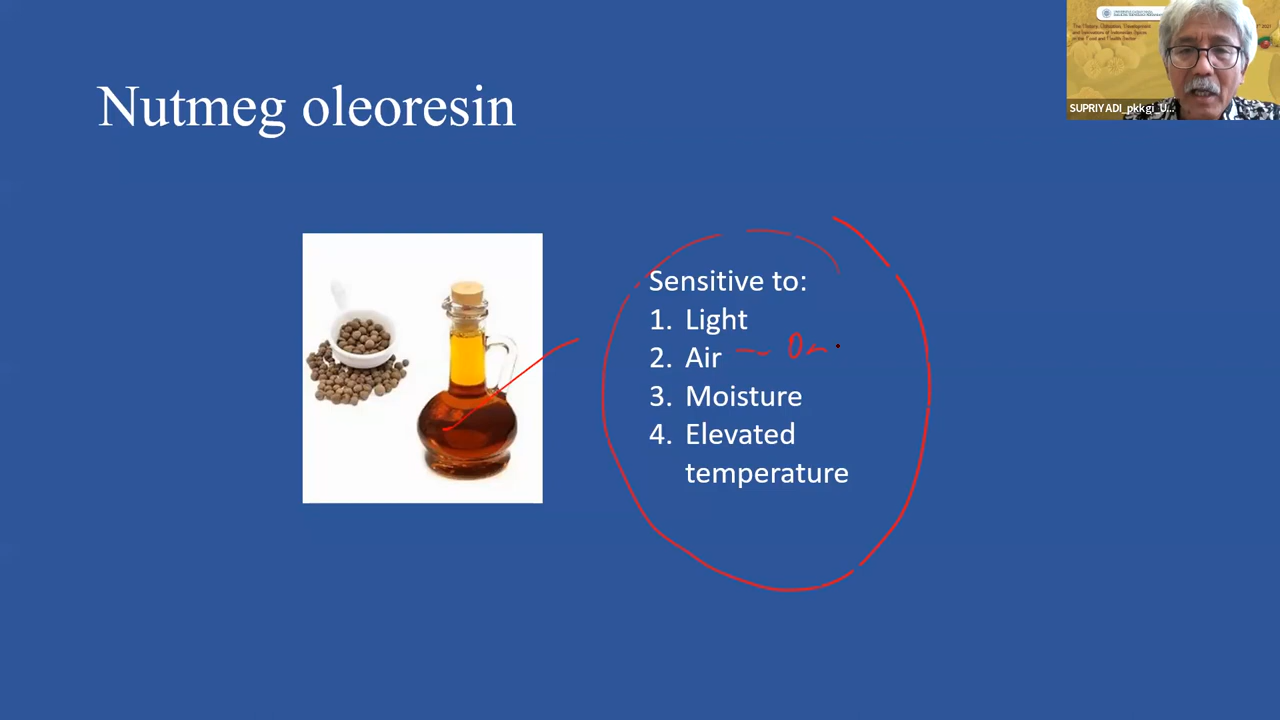 Nutmeg oleoresin
Sensitive to:
1. Light
2. Air
3. Moisture
4. Elevated
temperature
SUPRIYADI_pkkgi_U...